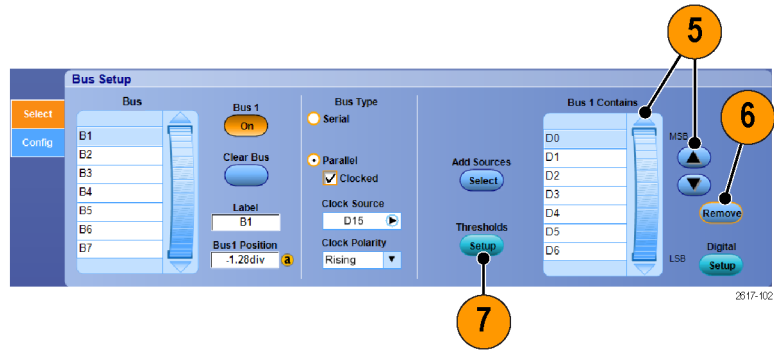 5
Bus Setup
6
Select
Config
Bus
B1
B2
B3
B4
B5
B6
B7
Bus 1
On
Clear Bus
Label
B1
Bus1 Position
-1.28div
a
Bus Type
Serial
Parallel
Clocked
Clock Source
D15
Clock Polarity
Rising
Add Sources
Select
Thresholds
Setup
Bus 1 Contains
D0
D1
D2
D3
D4
D5
D6
MSB
LSB
Remove
Digital
Setup
2617-102
7